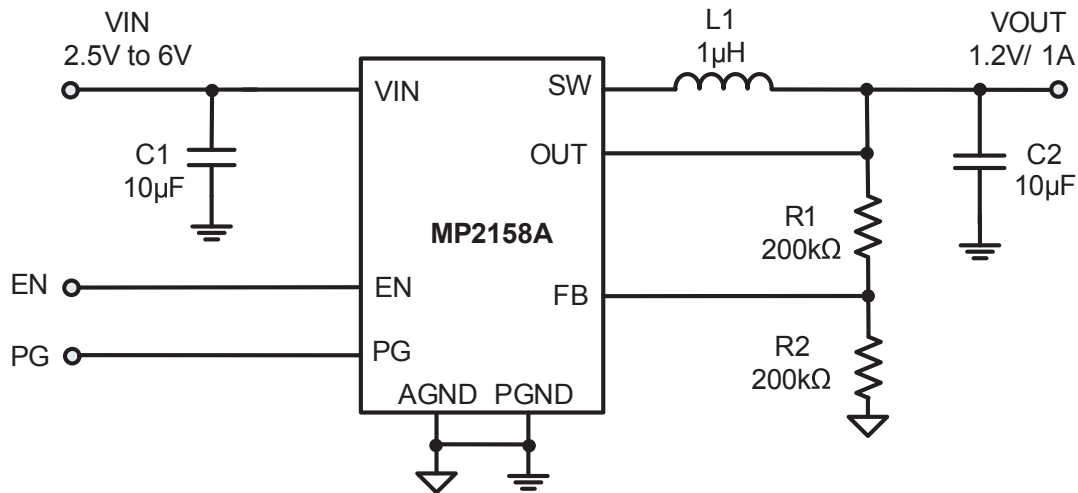 VIN
2.5V to 6V
L1
1μH
VOUT
1.2V/ 1A
VIN
SW
C1
10μF
OUT
C2
10μF
MP2158A
R1
200kΩ
EN
EN
FB
PG
PG
R2
200kΩ
AGND
PGND